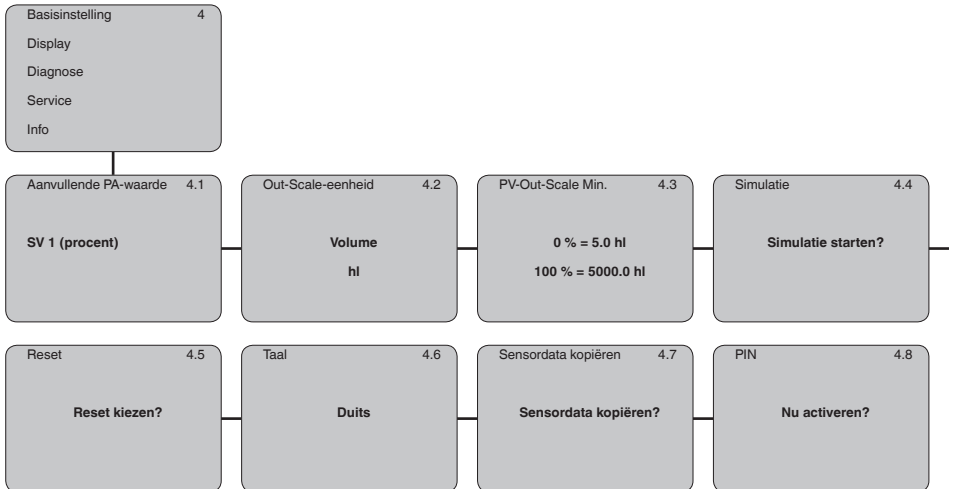 Basisinstelling 4
Display
Diagnose
Service
Info
Aanvullende PA-waarde 4.1
SV 1 (procent)
Out-Scale-eenheid 4.2
Volume
hl
PV-Out-Scale Min. 4.3
0 % = 5.0 hl
100 % = 5000.0 hl
Simulatie 4.4
Simulatie starten?
Reset 4.5
Reset kiezen?
Taal 4.6
Duits
Sensordata kopiëren 4.7
Sensordata kopiëren?
PIN 4.8
Nu activeren?